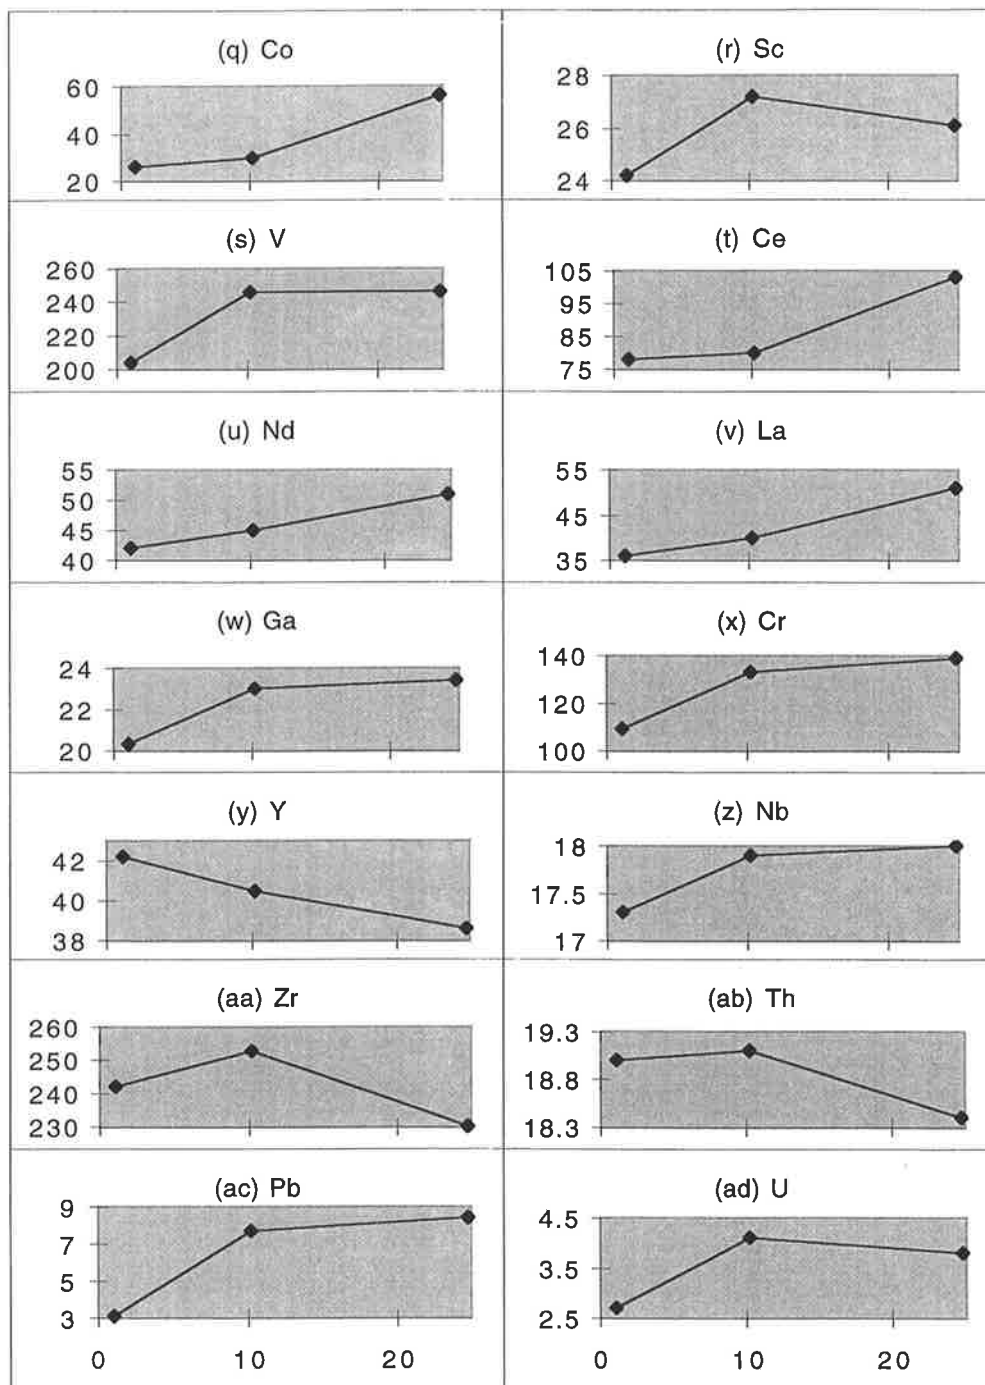 (q) Co
60
40
20
(r) Sc
28
26
24
(s) V
260
240
220
200
(t) Ce
105
95
85
75
(u) Nd
55
50
45
40
(v) La
55
45
35
(w) Ga
24
22
20
(x) Cr
140
120
100
(y) Y
42
40
38
(z) Nb
18
17.5
17
(aa) Zr
260
250
240
230
(ab) Th
19.3
18.8
18.3
(ac) Pb
9
7
5
3
0 10 20
(ad) U
4.5
3.5
2.5
0 10 20